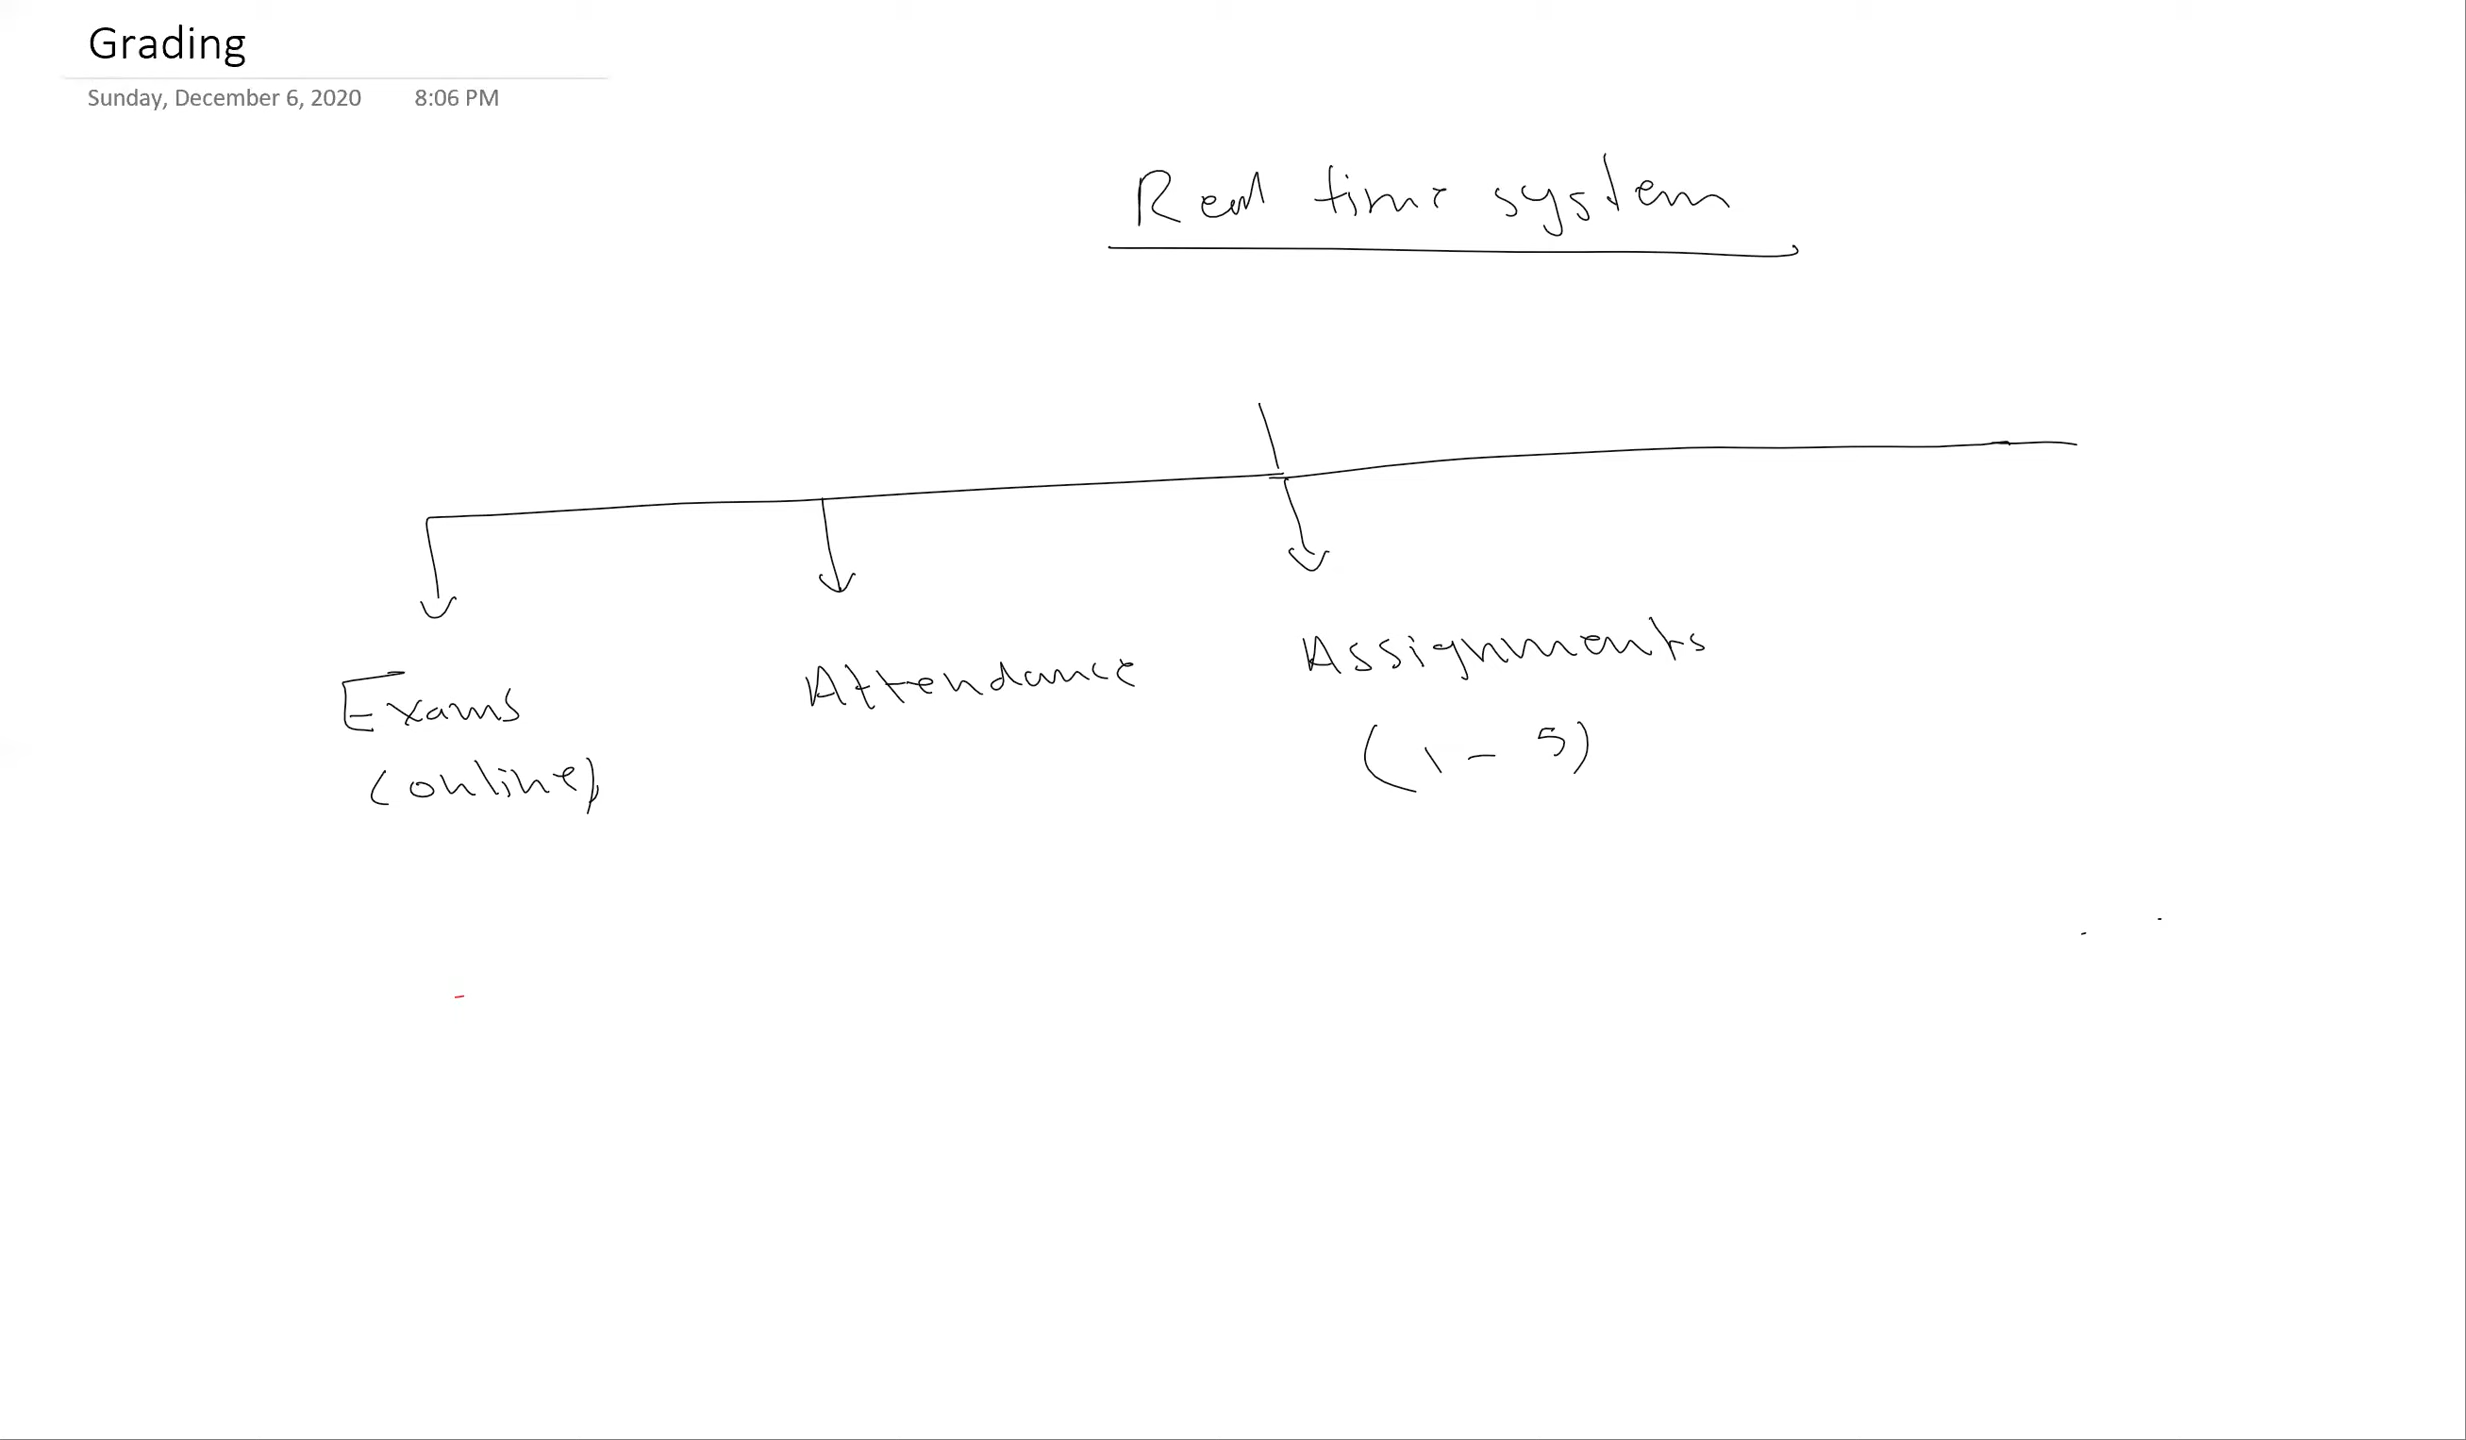 Grading
Sunday, December 6, 2020 8:06 PM
Real time system
Exams
(online)
Attendance
Assignments
(1 - 5)